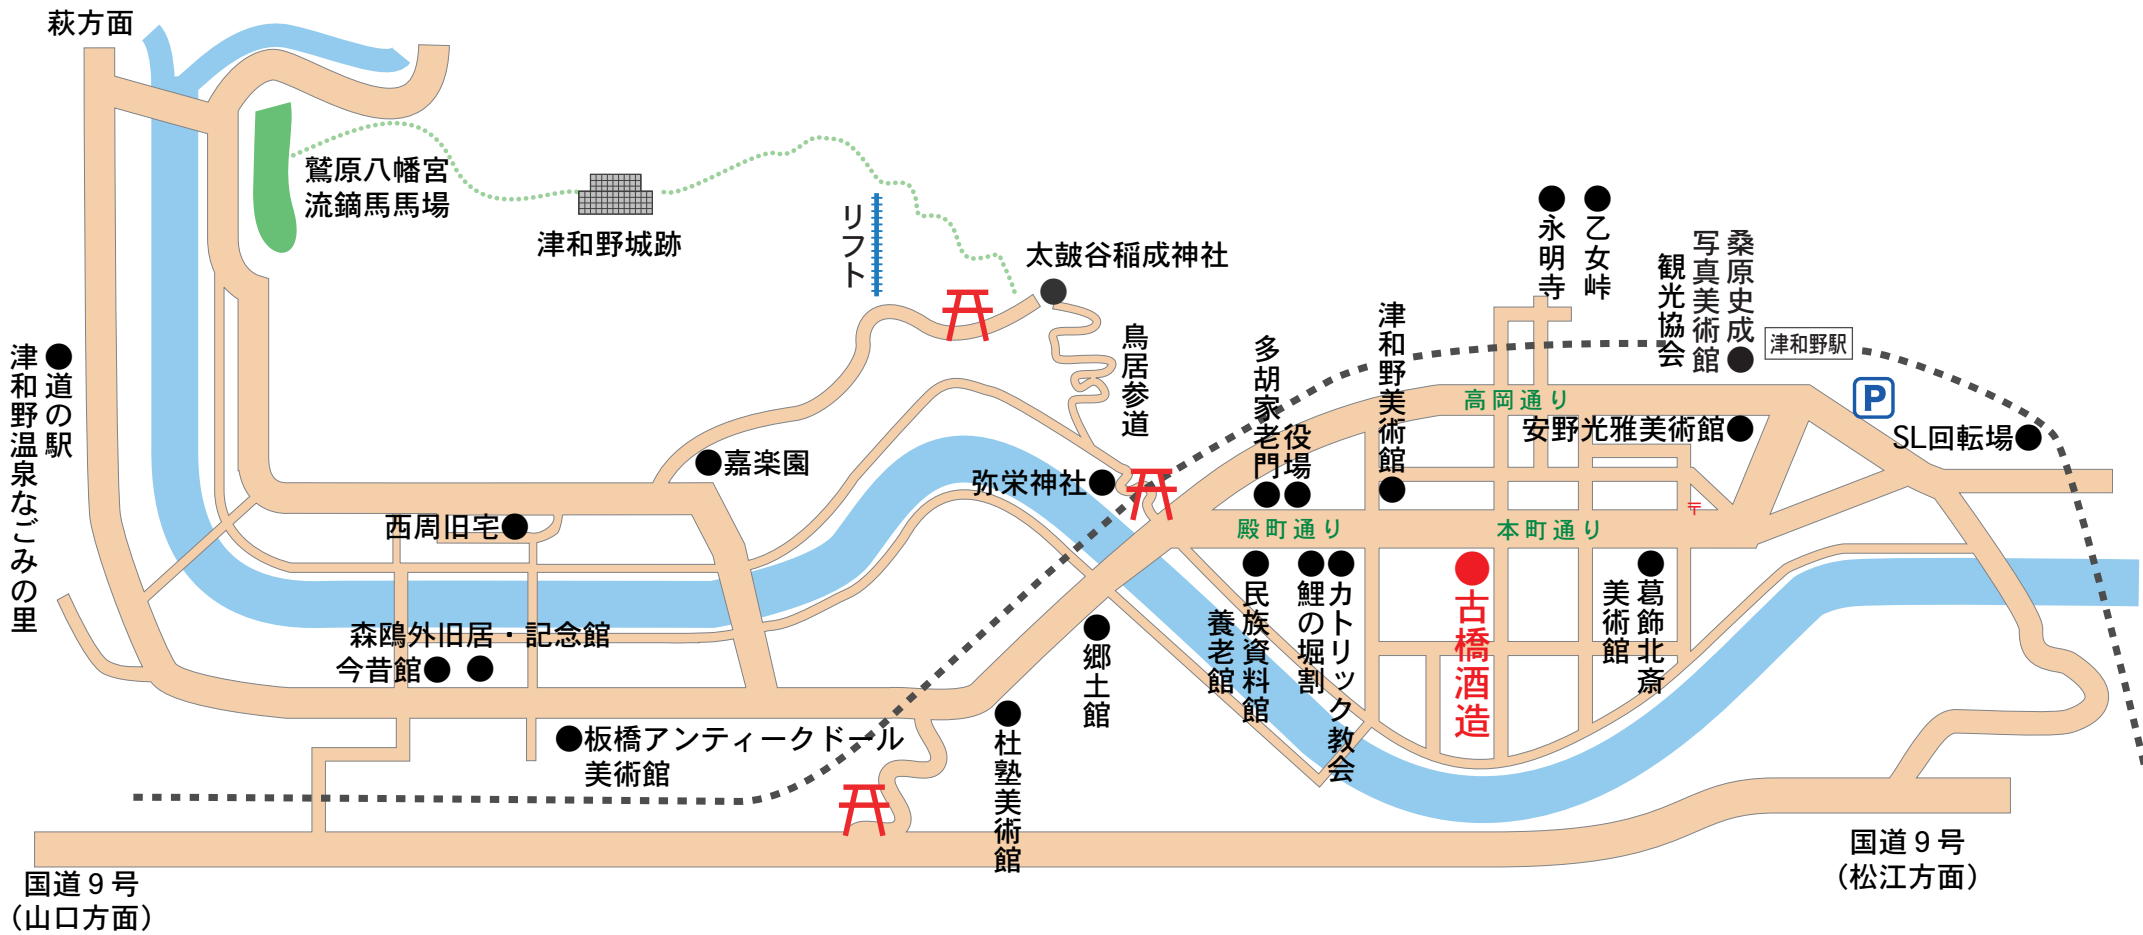 萩方面
鷲原八幡宮
流鏑馬馬場
津和野城跡
リフト
太皷谷稲成神社
鳥居参道
永明寺
乙女峠
桑原史成
写真美術館
観光協会
津和野駅
P
SL回転場
津和野美術館
多胡家老門
役場
高岡通り
安野光雅美術館
道の駅
津和野温泉なごみの里
嘉楽園
弥栄神社
西周旧宅
殿町通り
本町通り
〒
森鴎外旧居・記念館
今昔館
郷土館
民族資料館
養老館
鯉の堀割
カトリック教会
古橋酒造
葛飾北斎
美術館
板橋アンティークドール
美術館
杜塾美術館
国道9号
（山口方面）
国道9号
（松江方面）